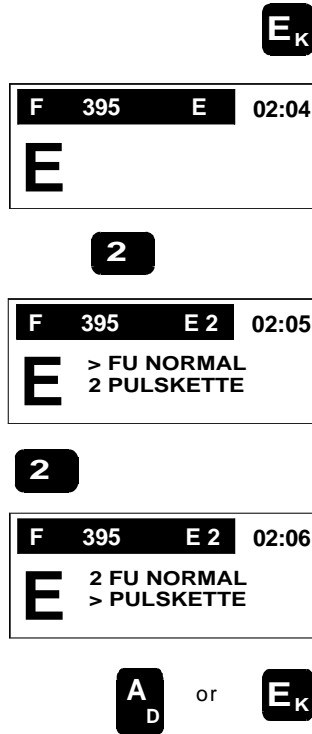 E K
F 395 E 02:04
E
2
F 395 E 2 02:05
E > FU NORMAL
2 PULSKETTE
2
F 395 E 2 02:06
E 2 FU NORMAL
> PULSKETTE
A D or E K